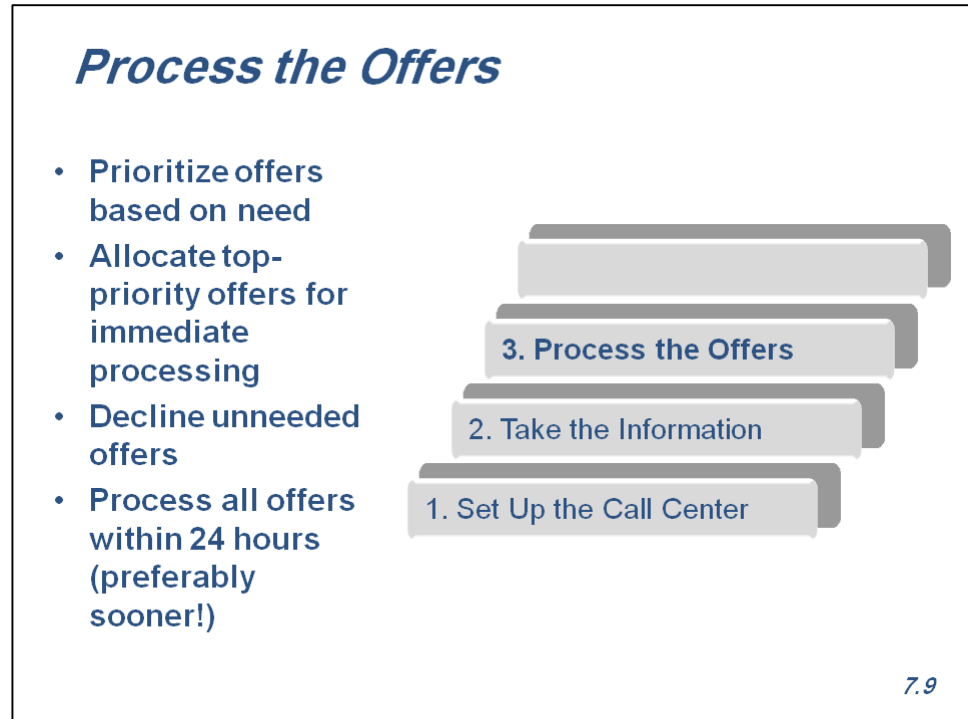 Process the Offers
• Prioritize offers
based on need
• Allocate top-
priority offers for
immediate
processing
• Decline unneeded
offers
• Process all offers
within 24 hours
(preferably
sooner!)
3. Process the Offers
2. Take the Information
1. Set Up the Call Center
7.9